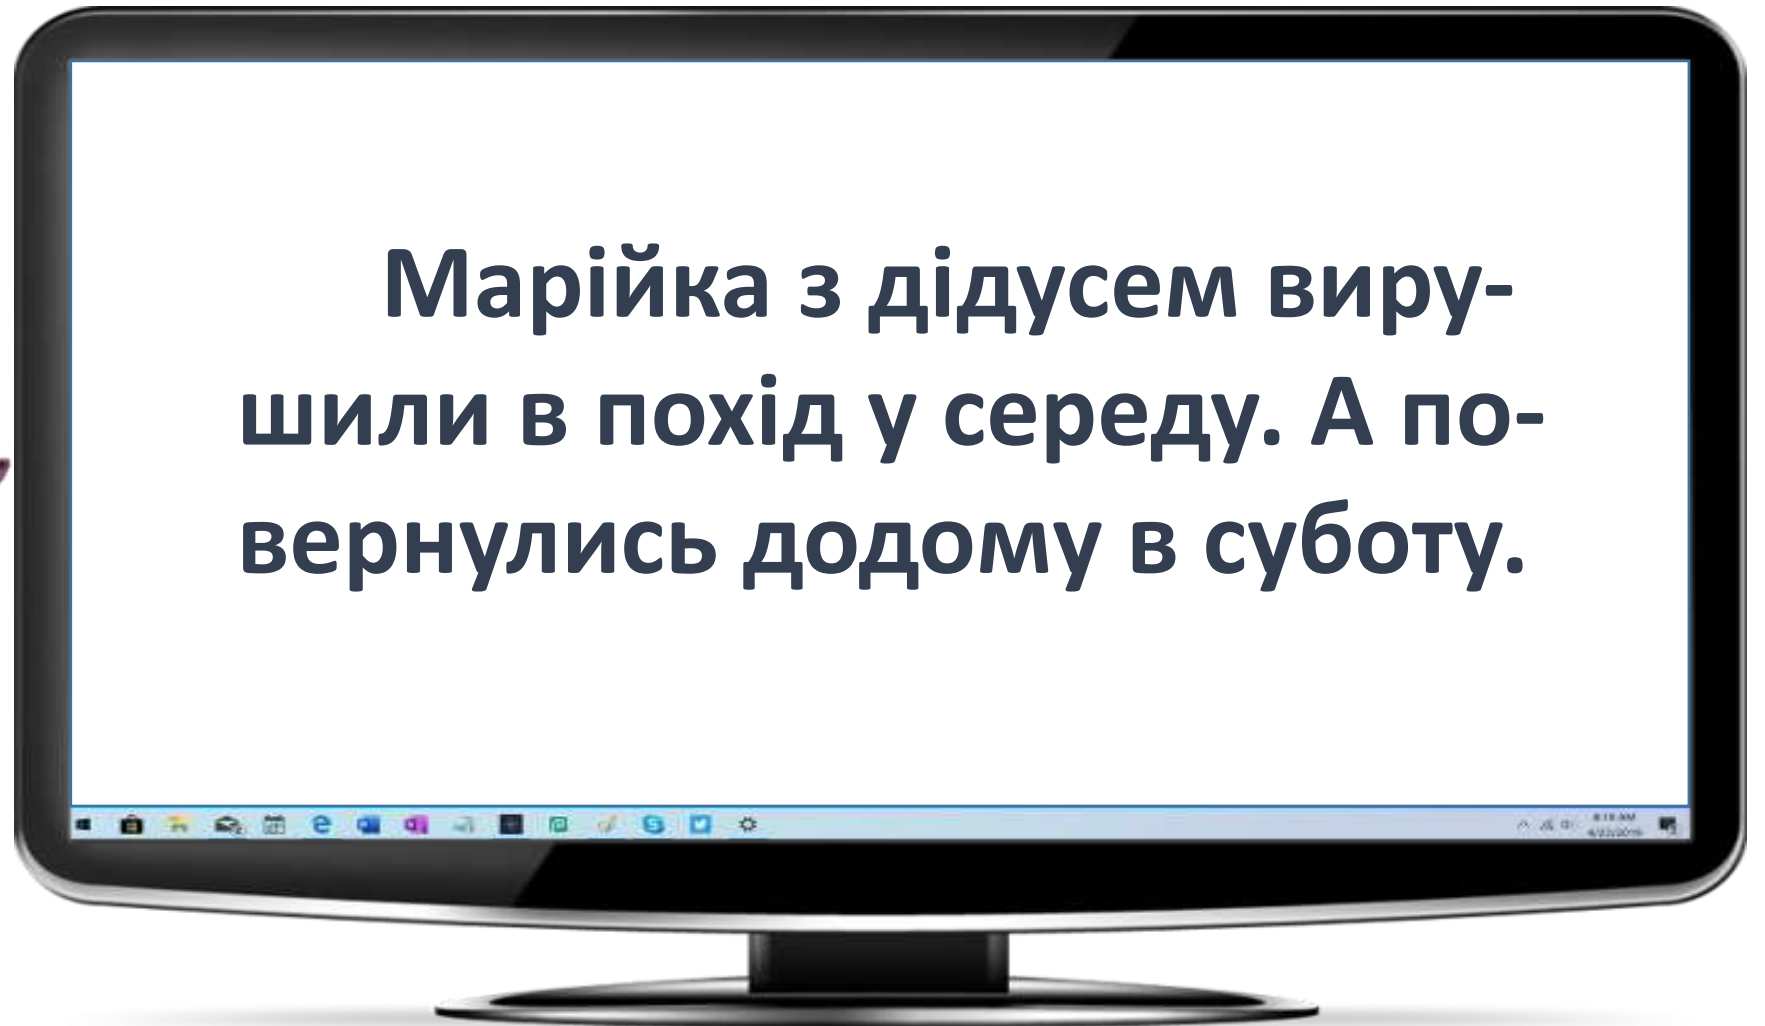 Марійка з дідусем виру-
шили в похід у середу. А по-
вернулись додому в суботу.